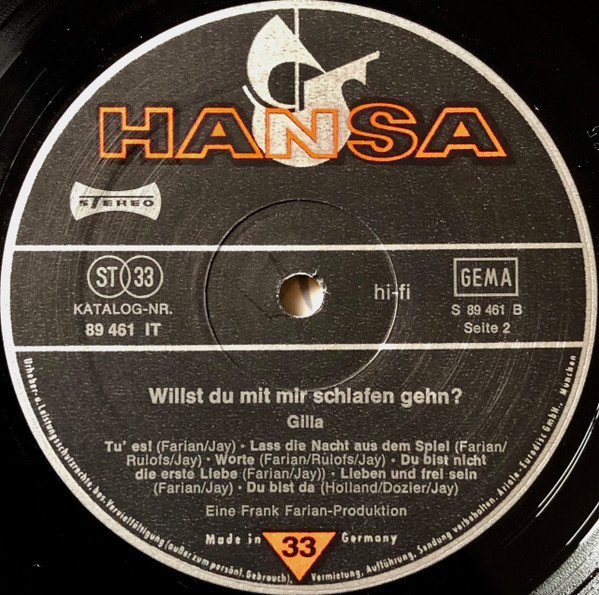 HANSA
STEREO
ST 33
KATALOG-NR.
89 461 IT
hi-fi
GEMA
S 89 461 B
Seite 2
Willst du mit mir schlafen gehn?
Gilla
Tu' es! (Farian/Jay) • Lass die Nacht aus dem Spiel (Farian/
Rulofs/Jay) • Worte (Farian/Rulofs/Jay) • Du bist nicht
die erste Liebe (Farian/Jay)) • Lieben und frei sein
(Farian/Jay) • Du bist da (Holland/Dozier/Jay)
Eine Frank Farian-Produktion
Made in 33 Germany
Urheber- u. Leistungsschutzrechte, bes. Vervielfältigung (außer zum persönl. Gebrauch), Vermietung, Aufführung, Sendung vorbehalten. Ariola - Eurodisc GmbH., München